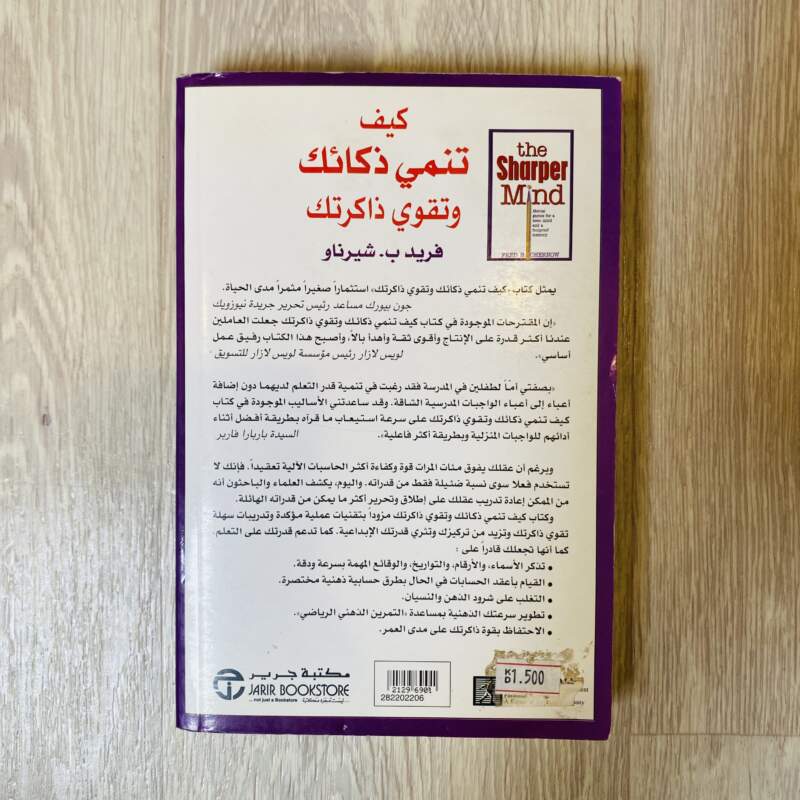 كيف
تنمي ذكائك
وتقوي ذاكرتك
فريد ب. شيرناو
the
Sharper
Mind
FRED B. CHERNOW
يمثل كتاب «كيف تنمي ذكائك وتقوي ذاكرتك» استثماراً صغيراً مثمراً مدى الحياة.
جون بيورك مساعد رئيس تحرير جريدة نيوزويك
«إن المقترحات الموجودة في كتاب كيف تنمي ذكائك وتقوي ذاكرتك جعلت العاملين
عندنا أكثر قدرة على الإنتاج وأقوى ثقة وأهدأ بالاً، وأصبح هذا الكتاب رفيق عمل
أساسي». لويس لازار رئيس مؤسسة لويس لازار للتسويق
«بصفتي أماً لطفلين في المدرسة فقد رغبت في تنمية قدر التعلم لديهما دون إضافة
أعباء إلى أعباء الواجبات المدرسية الشاقة. وقد ساعدتني الأساليب الموجودة في كتاب
كيف تنمي ذكائك وتقوي ذاكرتك على سرعة استيعاب ما قرآه بطريقة أفضل أثناء
أدائهم للواجبات المنزلية وبطريقة أكثر فاعلية». السيدة باربارا فاربر
وبرغم أن عقلك يفوق مئات المرات قوة وكفاءة أكثر الحاسبات الآلية تعقيداً، فإنك لا
تستخدم فعلا سوى نسبة ضئيلة فقط من قدراته. واليوم، يكشف العلماء والباحثون أنه
من الممكن إعادة تدريب عقلك على إطلاق وتحرير أكثر ما يمكن من قدراته الهائلة.
وكتاب كيف تنمي ذكائك وتقوي ذاكرتك مزوداً بتقنيات عملية مؤكدة وتدريبات سهلة
تقوي ذاكرتك وتزيد من تركيزك وتثري قدرتك الإبداعية. كما تدعم قدرتك على التعلم.
كما أنها تجعلك قادراً على :
• تذكر الأسماء، والأرقام، والتواريخ، والوقائع المهمة بسرعة ودقة.
• القيام بأعقد الحسابات في الحال بطرق حسابية ذهنية مختصرة.
• التغلب على شرود الذهن والنسيان.
• تطوير سرعتك الذهنية بمساعدة «التمرين الذهني الرياضي».
• الاحتفاظ بقوة ذاكرتك على مدى العمر.
مكتبة جرير
JARIR BOOKSTORE
... not just a Bookstore
282202206
1.500